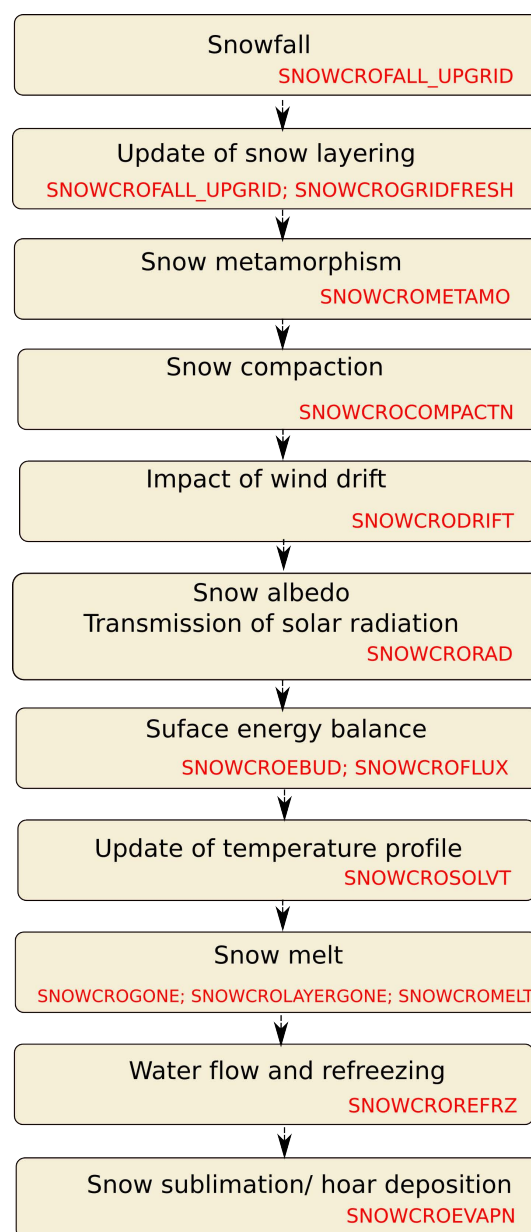 Snowfall
SNOWCROFALL_UPGRID
Update of snow layering
SNOWCROFALL_UPGRID; SNOWCROGRIDFRESH
Snow metamorphism
SNOWCROMETAMO
Snow compaction
SNOWCROCOMPACTN
Impact of wind drift
SNOWCRODRIFT
Snow albedo
Transmission of solar radiation
SNOWCRORAD
Suface energy balance
SNOWCROEBUD; SNOWCROFLUX
Update of temperature profile
SNOWCROSOLVT
Snow melt
SNOWCROGONE; SNOWCROLAYERGONE; SNOWCROMELT
Water flow and refreezing
SNOWCROREFRZ
Snow sublimation/ hoar deposition
SNOWCROEVAPN